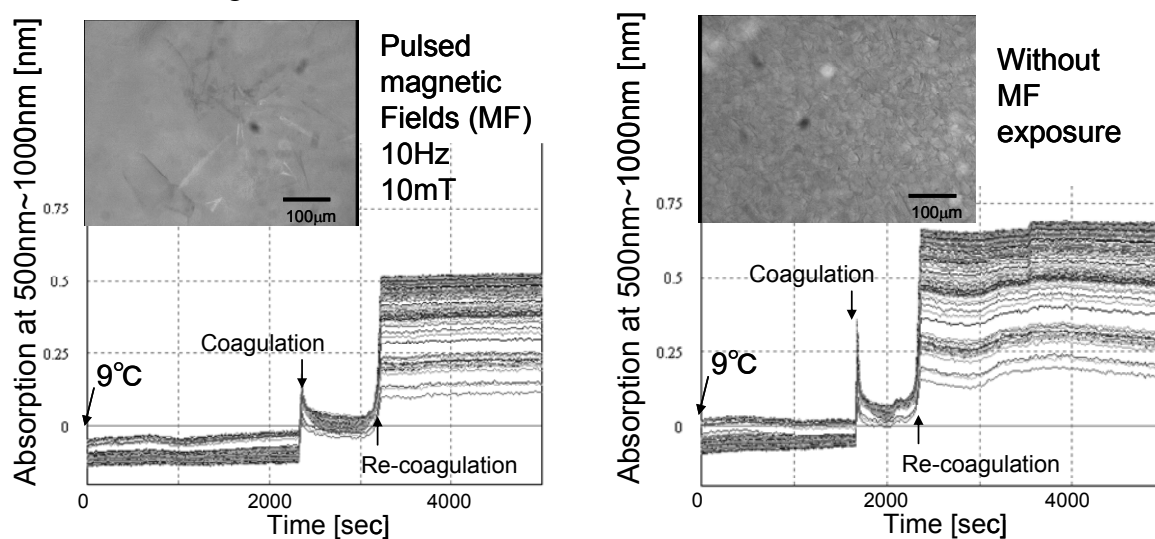 Pulsed
magnetic
Fields (MF)
10Hz
10mT
100μm
Absorption at 500nm~1000nm [nm]
0.75
0.5
0.25
0
9℃
Coagulation
Re-coagulation
0
2000
4000
Time [sec]
Without
MF
exposure
100μm
Absorption at 500nm~1000nm [nm]
0.75
0.5
0.25
0
9℃
Coagulation
Re-coagulation
0
2000
4000
Time [sec]